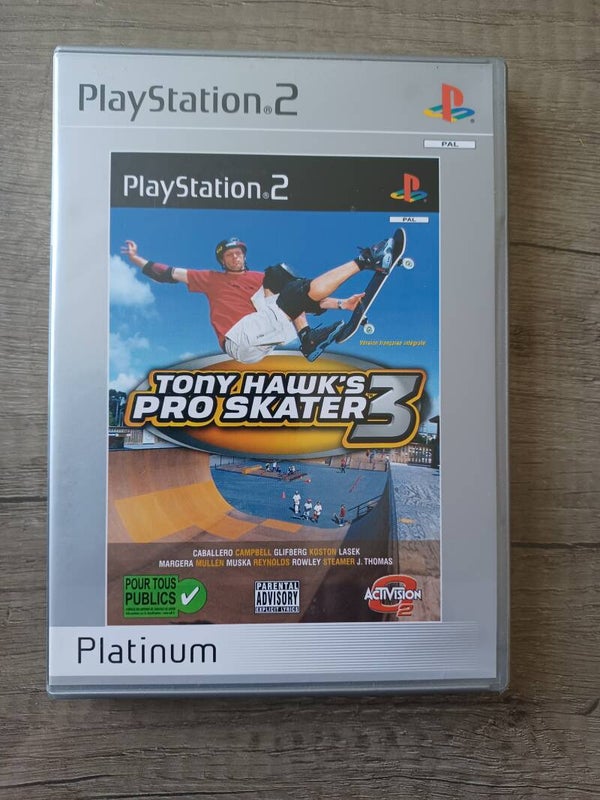 PlayStation®2
PAL
PlayStation®2
PAL
Version française intégrale
TONY HAWK'S
PRO SKATER 3
CABALLERO CAMPBELL GLIFBERG KOSTON LASEK
MARGERA MULLEN MUSKA REYNOLDS ROWLEY STEAMER J. THOMAS
POUR TOUS
PUBLICS
PARENTAL
ADVISORY
EXPLICIT LYRICS
ACTIVISION
O2
Platinum